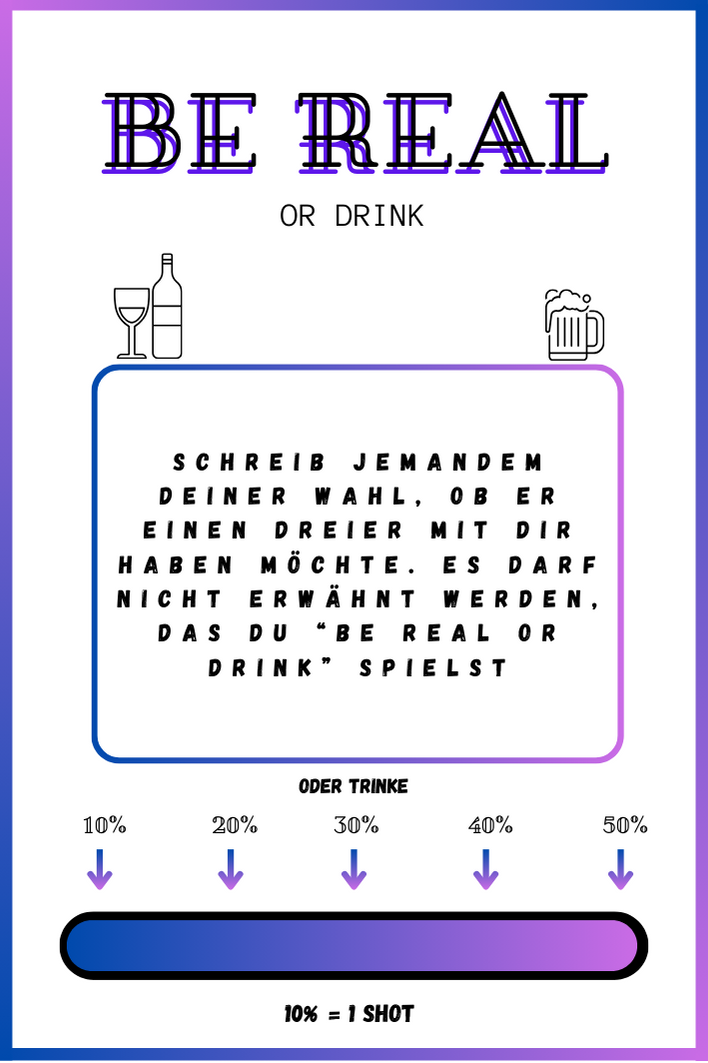 BE REAL
OR DRINK
SCHREIB JEMANDEM
DEINER WAHL, OB ER
EINEN DREIER MIT DIR
HABEN MÖCHTE. ES DARF
NICHT ERWÄHNT WERDEN,
DAS DU “BE REAL OR
DRINK” SPIELST
ODER TRINKE
10% 20% 30% 40% 50%
10% = 1 SHOT